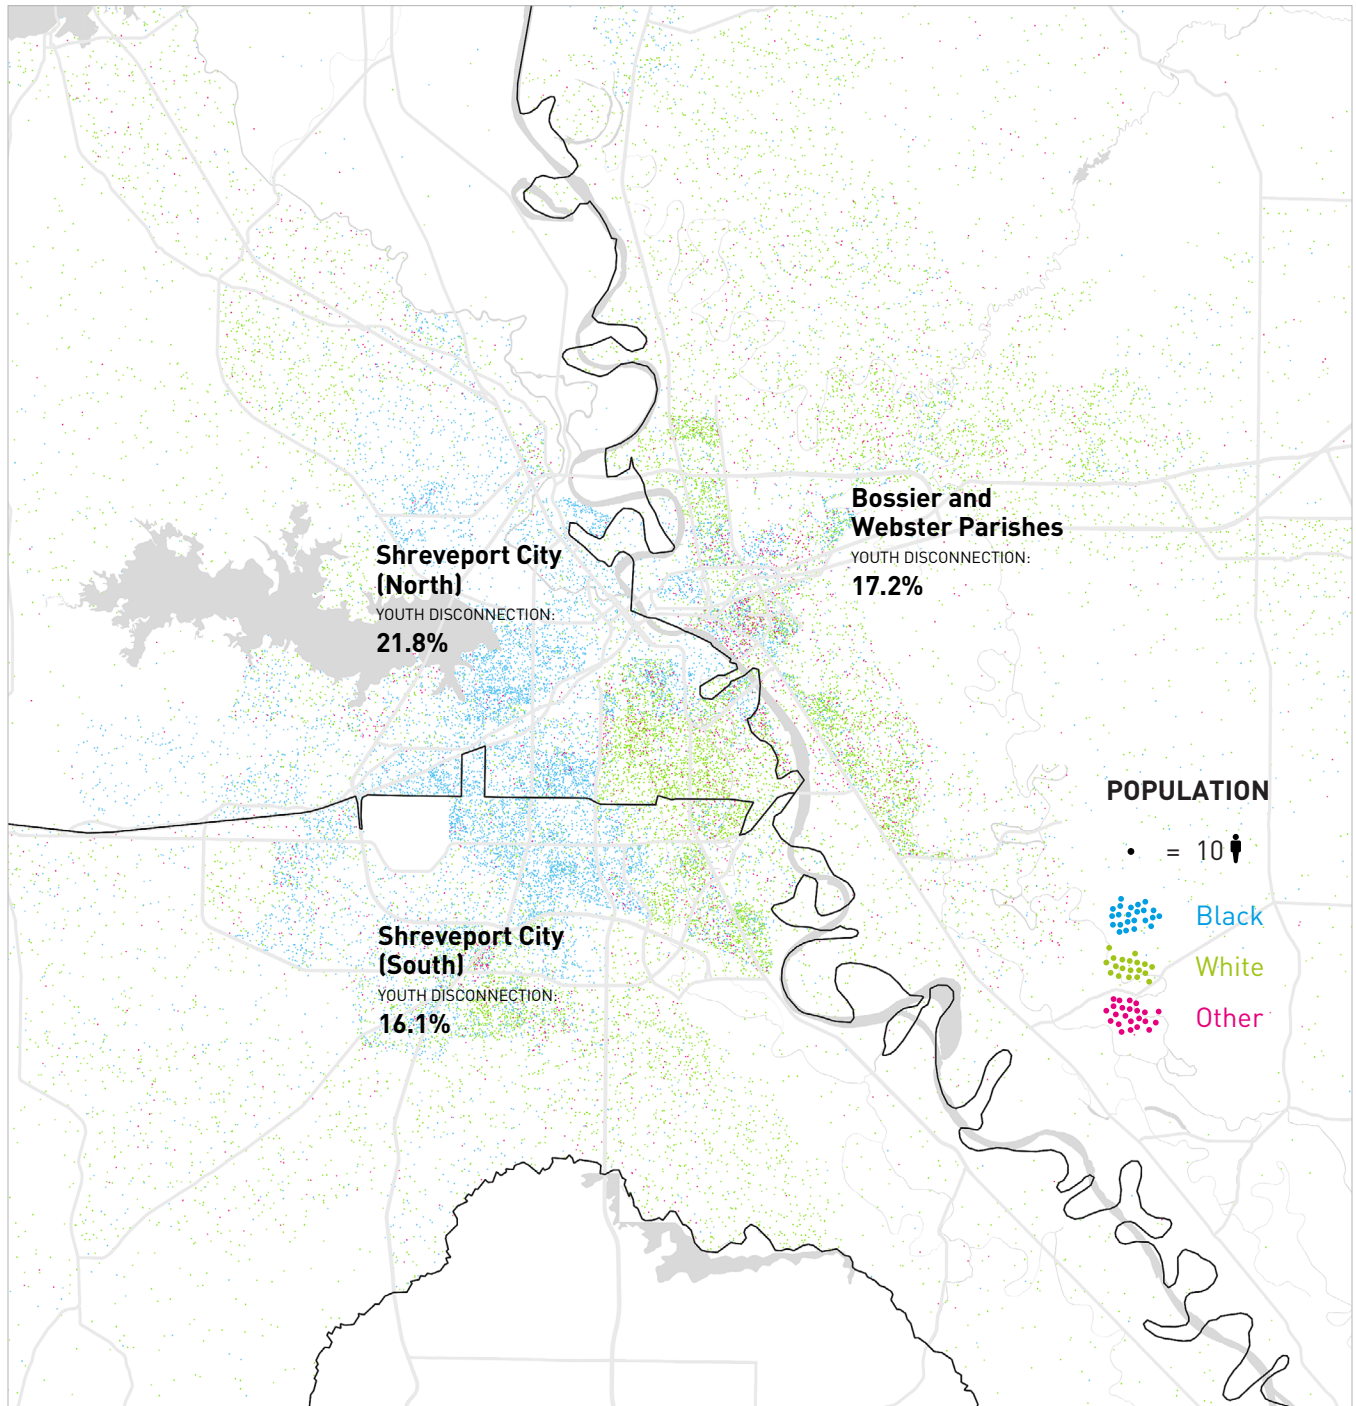 Bossier and
Webster Parishes
YOUTH DISCONNECTION:
17.2%
Shreveport City
(North)
YOUTH DISCONNECTION:
21.8%
POPULATION
= 10
Black
White
Other
Shreveport City
(South)
YOUTH DISCONNECTION:
16.1%